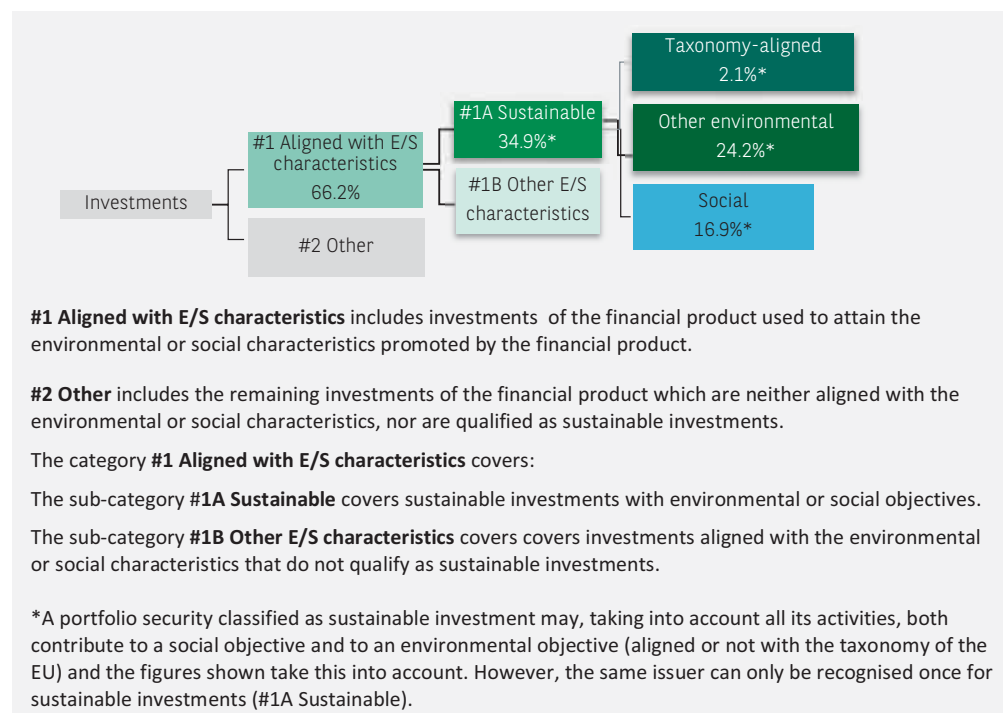 Taxonomy-aligned
2.1%*
#1A Sustainable
34.9%*
Other environmental
24.2%*
#1 Aligned with E/S
characteristics
66.2%
#1B Other E/S
characteristics
Investments
Social
16.9%*
#2 Other
#1 Aligned with E/S characteristics includes investments of the financial product used to attain the
environmental or social characteristics promoted by the financial product.
#2 Other includes the remaining investments of the financial product which are neither aligned with the
environmental or social characteristics, nor are qualified as sustainable investments.
The category #1 Aligned with E/S characteristics covers:
The sub-category #1A Sustainable covers sustainable investments with environmental or social objectives.
The sub-category #1B Other E/S characteristics covers covers investments aligned with the environmental
or social characteristics that do not qualify as sustainable investments.
*A portfolio security classified as sustainable investment may, taking into account all its activities, both
contribute to a social objective and to an environmental objective (aligned or not with the taxonomy of the
EU) and the figures shown take this into account. However, the same issuer can only be recognised once for
sustainable investments (#1A Sustainable).